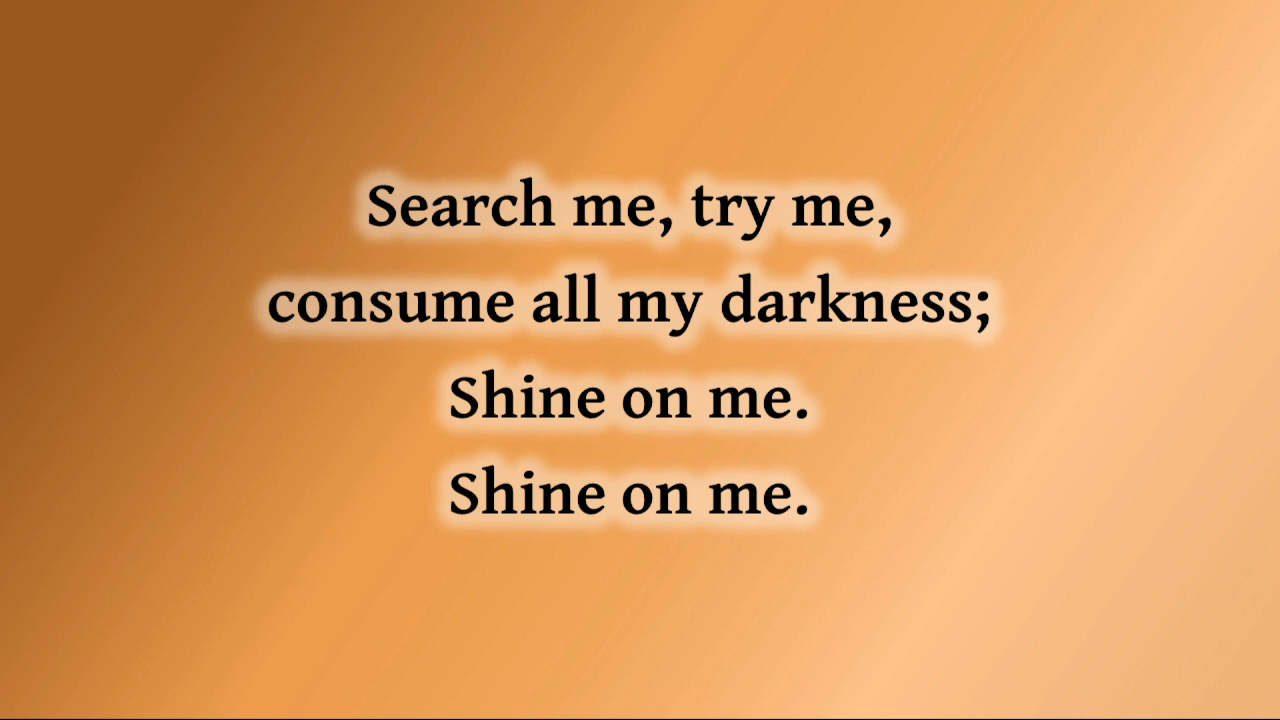 Search me, try me,
consume all my darkness;
Shine on me.
Shine on me.